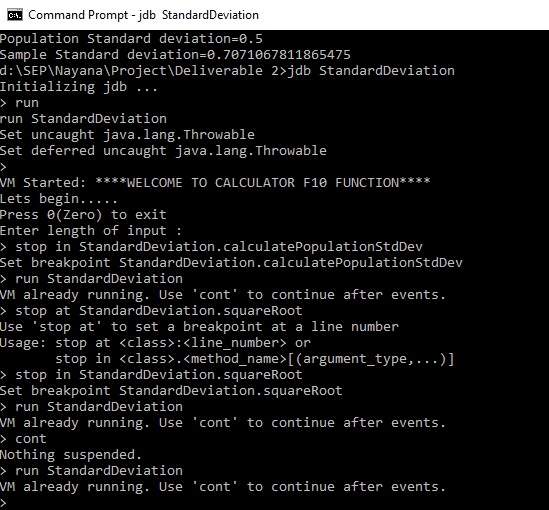 Command Prompt - jdb StandardDeviation
Population Standard deviation=0.5
Sample Standard deviation=0.7071067811865475
d:\SEP\Nayana\Project\Deliverable 2>jdb StandardDeviation
Initializing jdb ...
> run
run StandardDeviation
Set uncaught java.lang.Throwable
Set deferred uncaught java.lang.Throwable
>
VM Started: ****WELCOME TO CALCULATOR F10 FUNCTION****
Lets begin.....
Press 0(Zero) to exit
Enter length of input :
> stop in StandardDeviation.calculatePopulationStdDev
Set breakpoint StandardDeviation.calculatePopulationStdDev
> run StandardDeviation
VM already running. Use 'cont' to continue after events.
> stop at StandardDeviation.squareRoot
Use 'stop at' to set a breakpoint at a line number
Usage: stop at <class>:<line_number> or
       stop in <class>.<method_name>[(argument_type,...)]
> stop in StandardDeviation.squareRoot
Set breakpoint StandardDeviation.squareRoot
> run StandardDeviation
VM already running. Use 'cont' to continue after events.
> cont
Nothing suspended.
> run StandardDeviation
VM already running. Use 'cont' to continue after events.
>